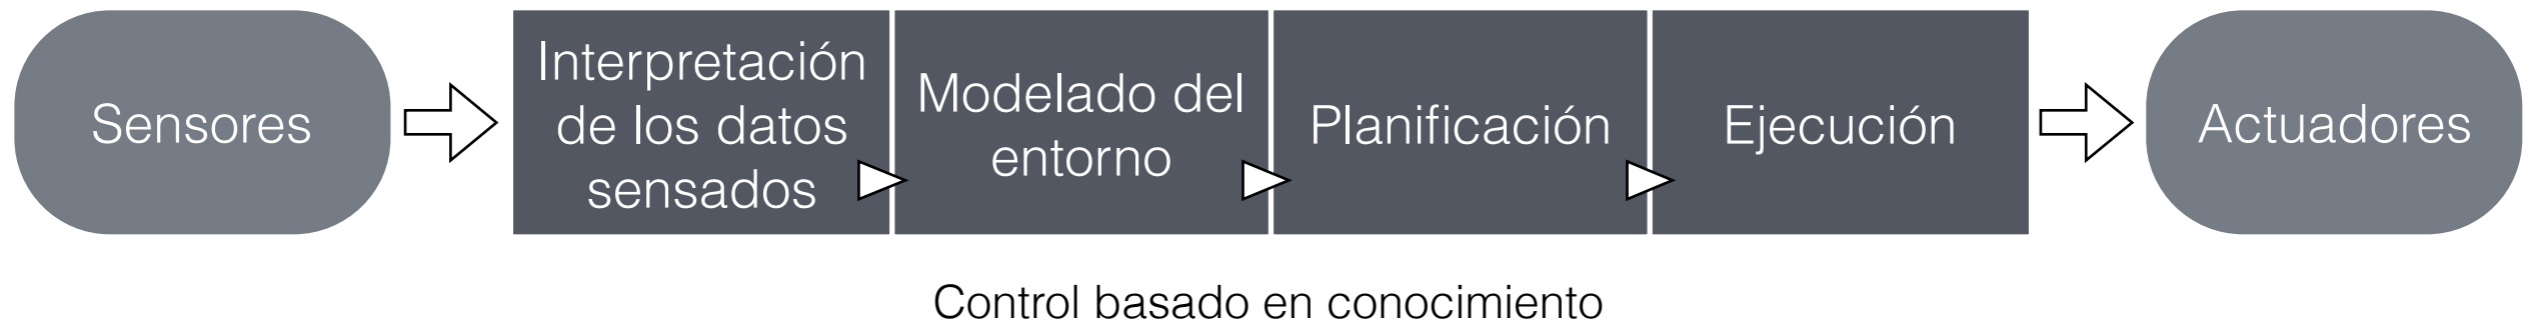 Sensores
Interpretación
de los datos
sensados
Modelado del
entorno
Planificación
Ejecución
Actuadores
Control basado en conocimiento